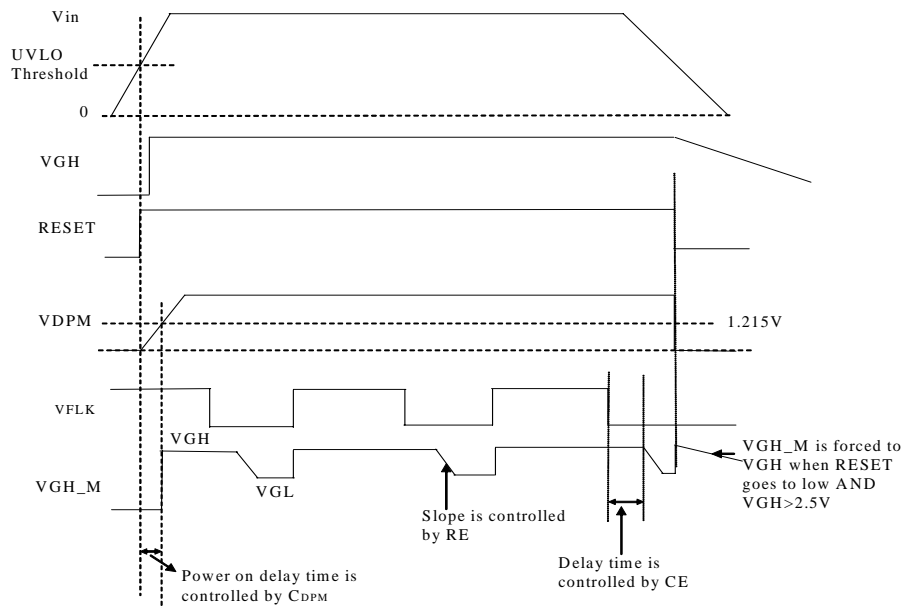 Vin
UVLO
Threshold
0
VGH
RESET
VDPM
1.215V
VFLK
VGH
VGH_M
VGL
VGH_M is forced to
VGH when RESET
goes to low AND
VGH>2.5V
Slope is controlled
by RE
Delay time is
controlled by CE
Power on delay time is
controlled by CDPM